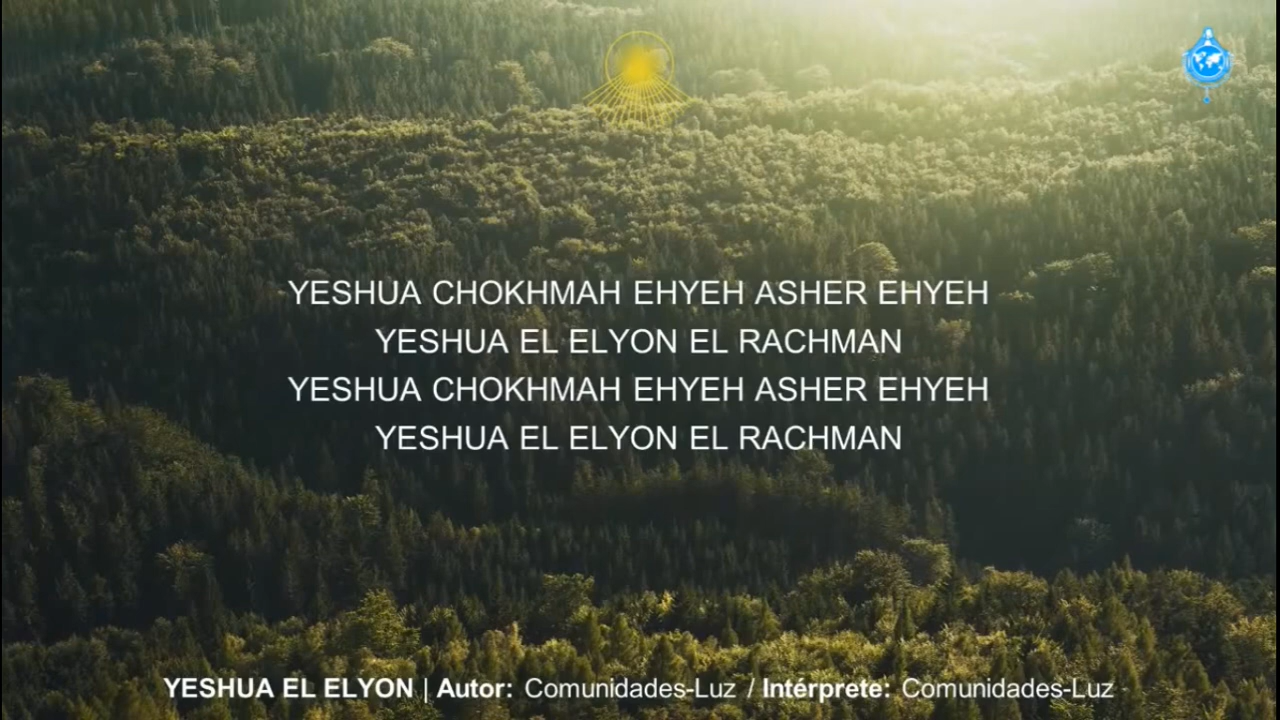 YESHUA CHOKHMAH EHYEH ASHER EHYEH
YESHUA EL ELYON EL RACHMAN
YESHUA CHOKHMAH EHYEH ASHER EHYEH
YESHUA EL ELYON EL RACHMAN
YESHUA EL ELYON | Autor: Comunidades-Luz / Intérprete: Comunidades-Luz